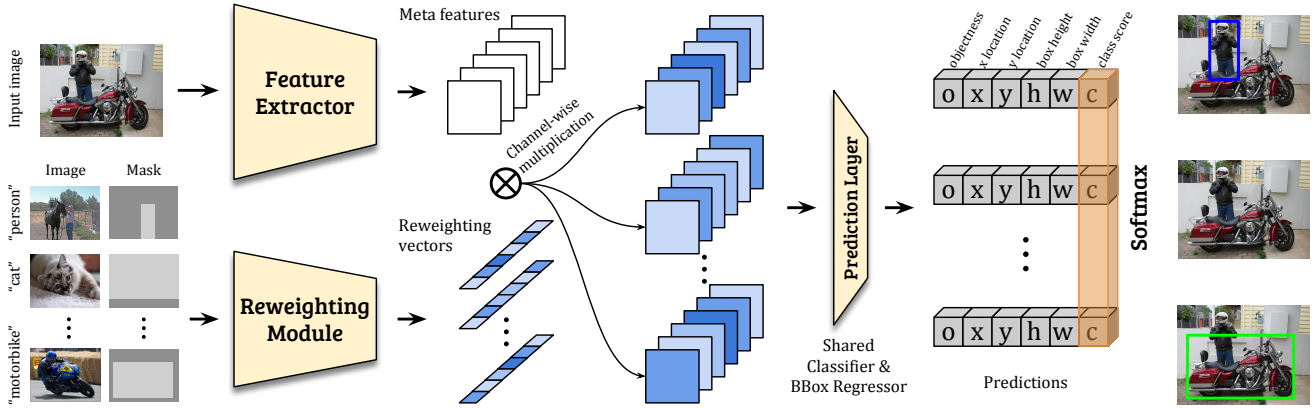 Input image
Feature
Extractor
Meta features
Channel-wise
multiplication
objectness
x location
y location
box height
box width
class score
o x y h w c
o x y h w c
o x y h w c
Softmax
Prediction Layer
Shared
Classifier &
BBox Regressor
Predictions
Image
Mask
"person"
"cat"
"motorbike"
Reweighting
Module
Reweighting
vectors